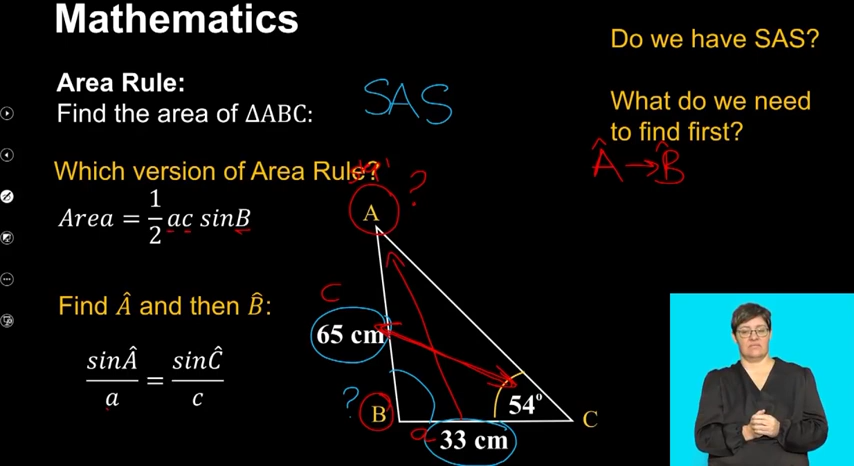 Mathematics
Do we have SAS?
Area Rule:
SAS
Find the area of ΔABC:
What do we need
to find first?
Â → B̂
Which version of Area Rule?
?
A
Area = 1/2 ac sinB
c
Find Â and then B̂:
65 cm
sinÂ/a = sinĈ/c
?
B
54°
C
a
33 cm